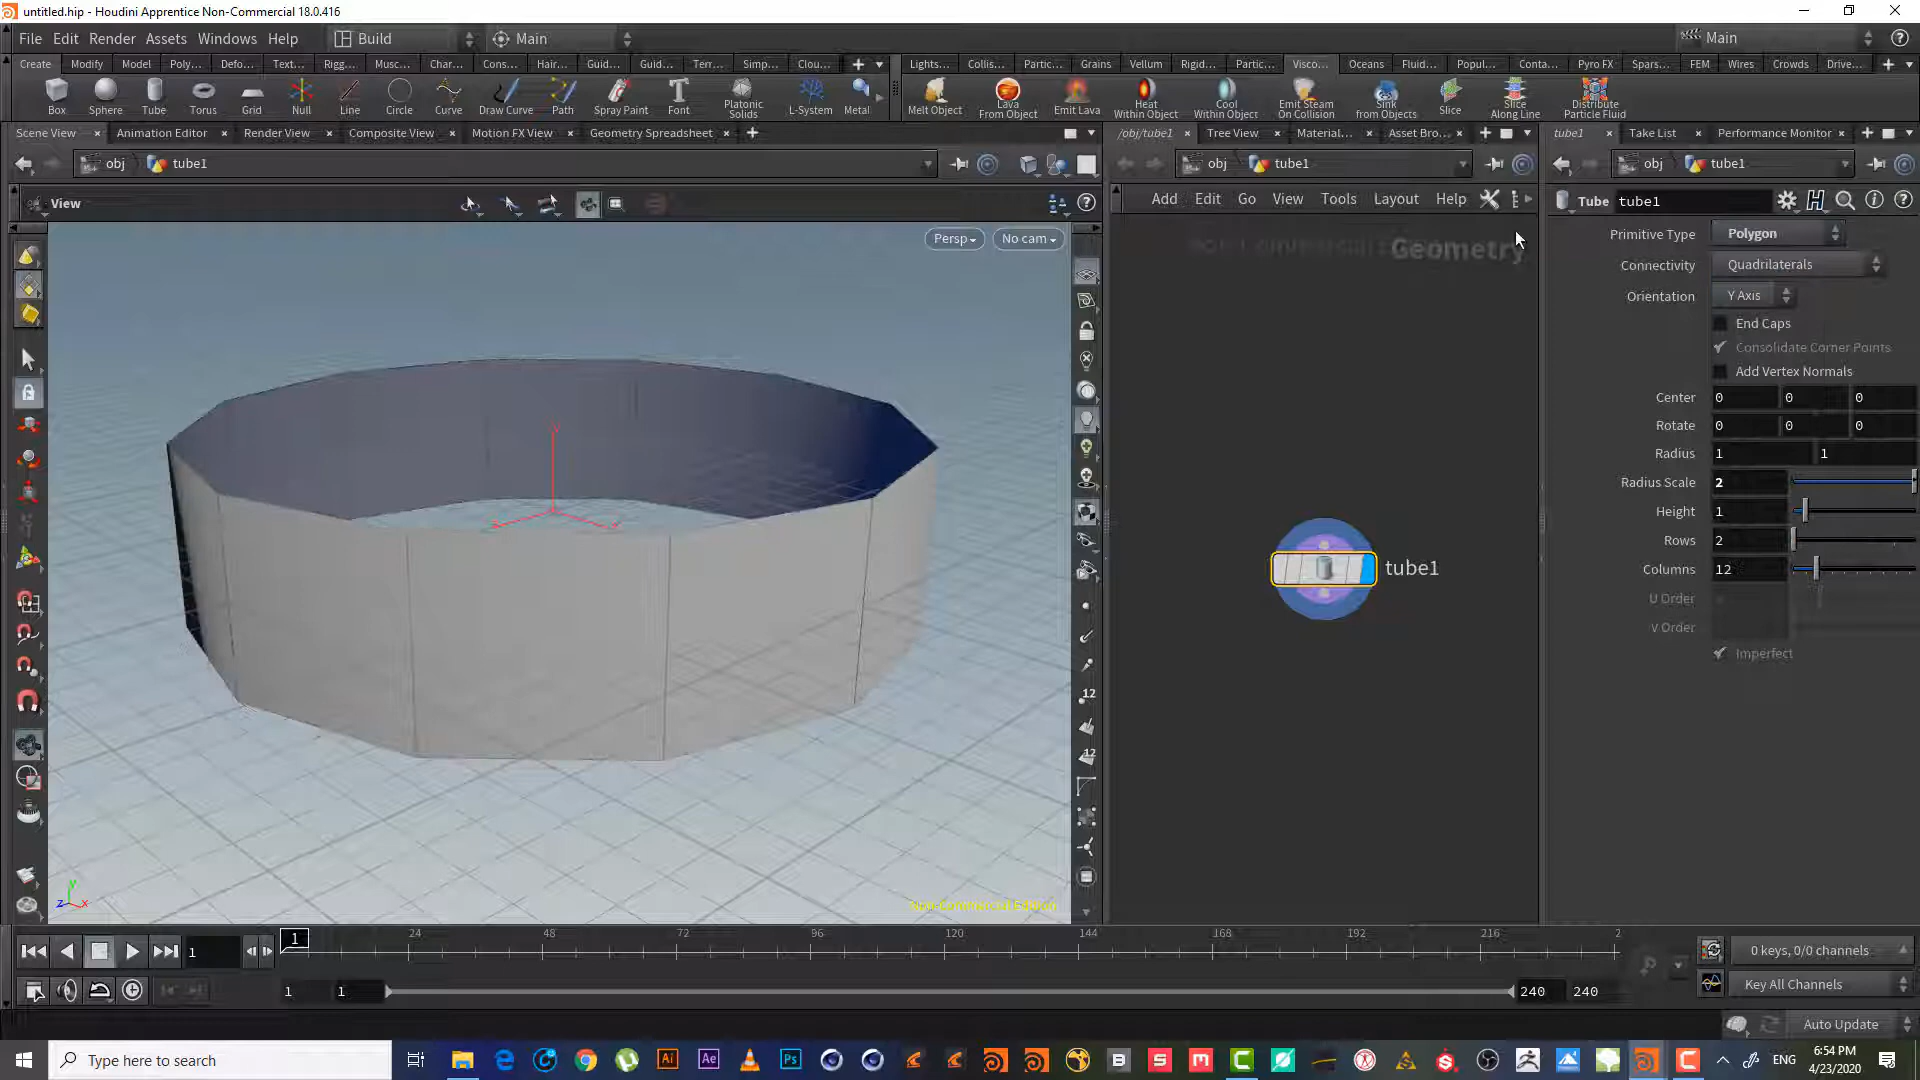 untitled.hip - Houdini Apprentice Non-Commercial 18.0.416
File Edit Render Assets Windows Help Build Main Main
Create Modify Model Poly... Defo... Text... Rigg... Musc... Char... Cons... Hair... Guid... Guid... Terr... Simp... Clou... Lights... Collis... Partic... Grains Vellum Rigid... Partic... Visco... Oceans Fluid... Popul... Conta... Pyro FX Spars... FEM Wires Crowds Drive...
Box Sphere Tube Torus Grid Null Line Circle Curve Draw Curve Path Spray Paint Font Platonic Solids L-System Metal Melt Object Lava From Object Emit Lava Heat Within Object Cool Within Object Emit Steam On Collision Sink from Objects Slice Slice Along Line Distribute Particle Fluid
Scene View Animation Editor Render View Composite View Motion FX View Geometry Spreadsheet /obj/tube1 Tree View Material... Asset Bro... tube1 Take List Performance Monitor
obj tube1 obj tube1 obj tube1
View Add Edit Go View Tools Layout Help Tube tube1
Persp No cam
Geometry
Primitive Type Polygon
Connectivity Quadrilaterals
Orientation Y Axis
End Caps
Consolidate Corner Points
Add Vertex Normals
Center 0 0 0
Rotate 0 0 0
Radius 1 1
Radius Scale 2
Height 1
Rows 2
Columns 12
U Order
V Order
Imperfect
tube1
12
12
y
z x
Non-Commercial Edition
1 1 24 48 72 96 120 144 168 192 216 2 0 keys, 0/0 channels
1 1 240 240 Key All Channels
Auto Update
Type here to search ENG 6:54 PM
4/23/2020